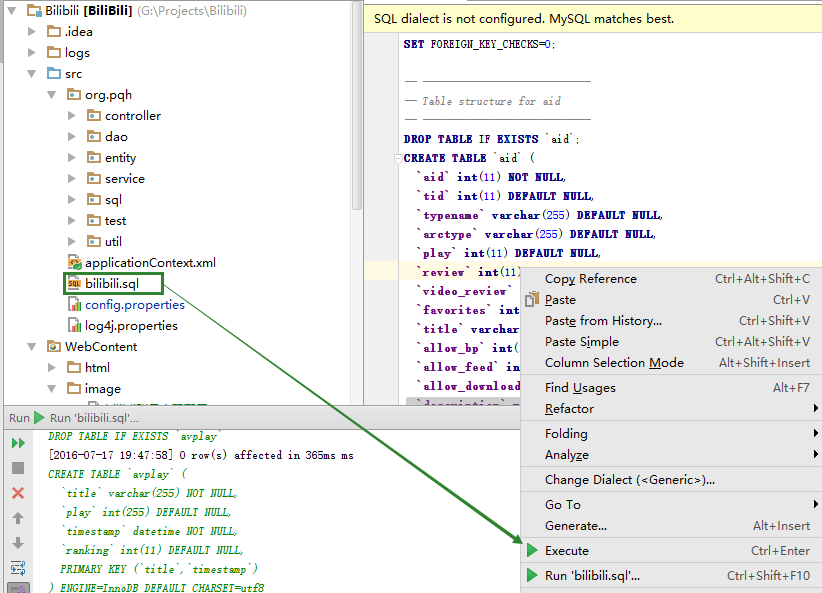 Bilibili [BiliBili] (G:\Projects\Bilibili)
.idea
logs
src
org.pqh
controller
dao
entity
service
sql
test
util
applicationContext.xml
SQL bilibili.sql
config.properties
log4j.properties
WebContent
html
image
SQL dialect is not configured. MySQL matches best.
SET FOREIGN_KEY_CHECKS=0;
-- ----------------------------
-- Table structure for aid
-- ----------------------------
DROP TABLE IF EXISTS `aid`;
CREATE TABLE `aid` (
`aid` int(11) NOT NULL,
`tid` int(11) DEFAULT NULL,
`typename` varchar(255) DEFAULT NULL,
`arctype` varchar(255) DEFAULT NULL,
`play` int(11) DEFAULT NULL,
`review` int(11)
`video_review`
`favorites` int
`title` varchar
`allow_bp` int(
`allow_feed` in
`allow_download
`description`
Copy Reference Ctrl+Alt+Shift+C
Paste Ctrl+V
Paste from History... Ctrl+Shift+V
Paste Simple Ctrl+Alt+Shift+V
Column Selection Mode Alt+Shift+Insert
Find Usages Alt+F7
Refactor
Folding
Analyze
Change Dialect (<Generic>)...
Go To
Generate... Alt+Insert
Execute Ctrl+Enter
Run 'bilibili.sql'... Ctrl+Shift+F10
Run Run 'bilibili.sql'...
DROP TABLE IF EXISTS `avplay`
[2016-07-17 19:47:58] 0 row(s) affected in 365ms ms
CREATE TABLE `avplay` (
`title` varchar(255) NOT NULL,
`play` int(255) DEFAULT NULL,
`timestamp` datetime NOT NULL,
`ranking` int(11) DEFAULT NULL,
PRIMARY KEY (`title`,`timestamp`)
) ENGINE=InnoDB DEFAULT CHARSET=utf8